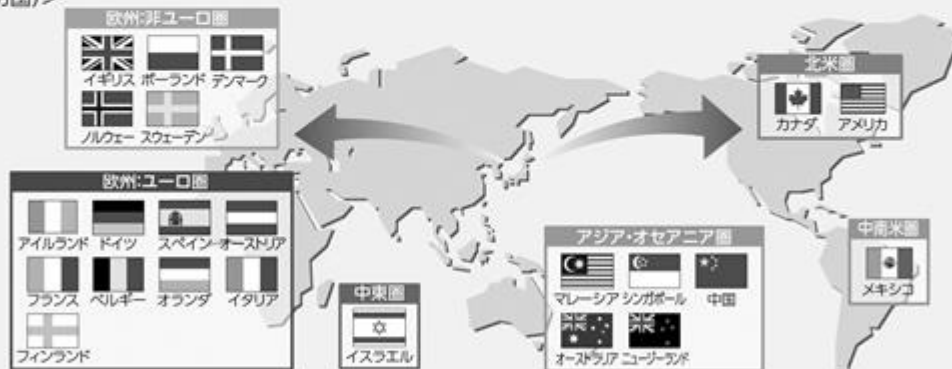 欧州:非ユーロ圏
イギリス ポーランド デンマーク
ノルウェー スウェーデン
北米圏
カナダ アメリカ
欧州:ユーロ圏
アイルランド ドイツ スペイン オーストリア
フランス ベルギー オランダ イタリア
フィンランド
中東圏
イスラエル
アジア・オセアニア圏
マレーシア シンガポール 中国
オーストラリア ニュージーランド
中南米圏
メキシコ